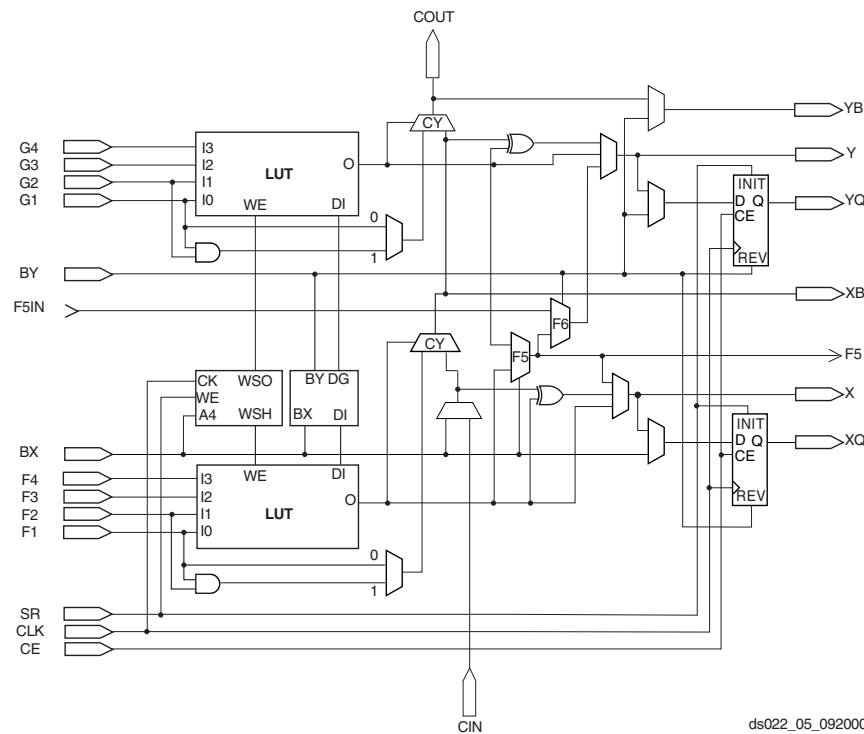 COUT
CY
YB
G4
G3
G2
G1
I3
I2
I1
I0
LUT
O
WE
DI
0
1
Y
INIT
D Q
CE
REV
YQ
BY
F5IN
XB
F6
CY
F5
F5
CK
WE
A4
WSO
WSH
BY DG
BX
DI
X
INIT
D Q
CE
REV
XQ
BX
F4
F3
F2
F1
I3
I2
I1
I0
WE
DI
LUT
O
0
1
SR
CLK
CE
CIN
ds022_05_092000